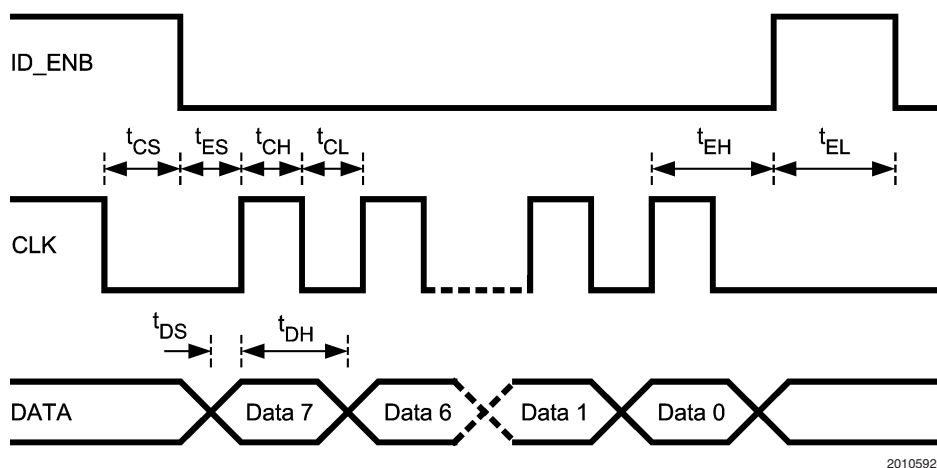 ID_ENB
tCS tES tCH tCL tEH tEL
CLK
tDS tDH
DATA Data 7 Data 6 Data 1 Data 0
2010592